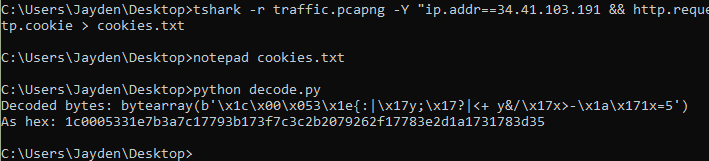 C:\Users\Jayden\Desktop>tshark -r traffic.pcapng -Y "ip.addr==34.41.103.191 && http.reque
tp.cookie > cookies.txt
C:\Users\Jayden\Desktop>notepad cookies.txt
C:\Users\Jayden\Desktop>python decode.py
Decoded bytes: bytearray(b'\x1c\x00\x053\x1e{:|\x17y;\x17?|<+ y&/\x17x>-\x1a\x171x=5')
As hex: 1c0005331e7b3a7c17793b173f7c3c2b2079262f17783e2d1a1731783d35
C:\Users\Jayden\Desktop>